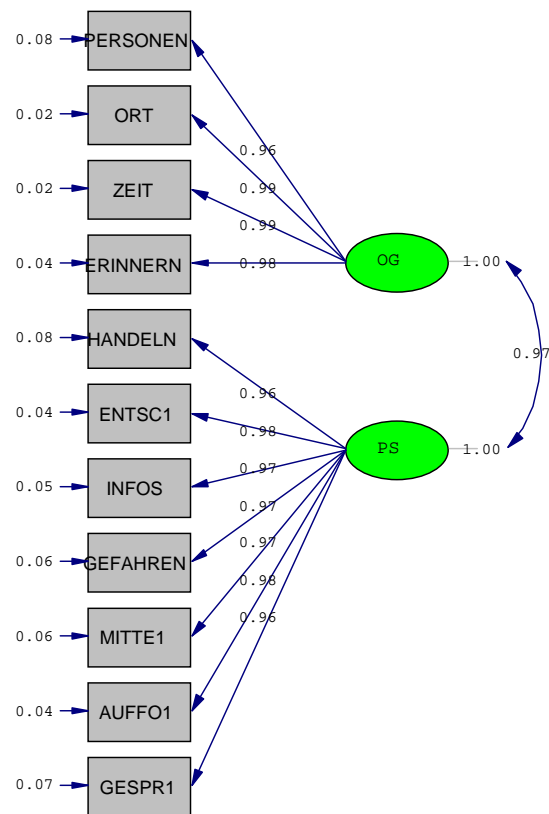 0.08 PERSONEN
0.02 ORT
0.96
0.02 ZEIT
0.99
0.99
0.04 ERINNERN 0.98 OG 1.00
0.08 HANDELN 0.97
0.96
0.04 ENTSC1
0.98
PS 1.00
0.97
0.05 INFOS
0.97
0.97
0.06 GEFAHREN
0.98
0.96
0.06 MITTE1
0.04 AUFFO1
0.07 GESPR1